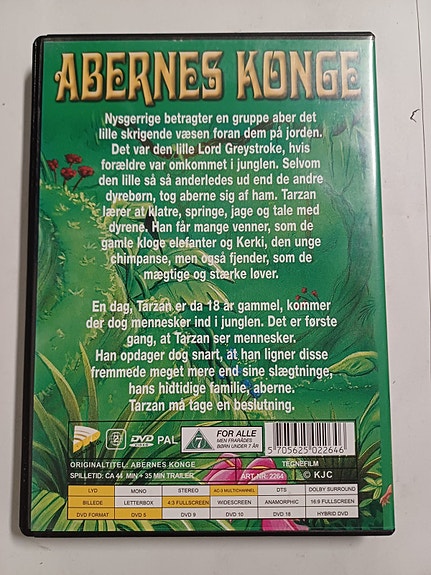 ABERNES KONGE
Nysgerrige betragter en gruppe aber det
lille skrigende væsen foran dem på jorden.
Det var den lille Lord Greystroke, hvis
forældre var omkommet i junglen. Selvom
den lille så så anderledes ud end de andre
dyrebørn, tog aberne sig af ham. Tarzan
lærer at klatre, springe, jage og tale med
dyrene. Han får mange venner, som de
gamle kloge elefanter og Kerki, den unge
chimpanse, men også fjender, som de
mægtige og stærke løver.
En dag, Tarzan er da 18 år gammel, kommer
der dog mennesker ind i junglen. Det er første
gang, at Tarzan ser mennesker.
Han opdager dog snart, at han ligner disse
fremmede meget mere end sine slægtninge,
hans hidtidige familie, aberne.
Tarzan må tage en beslutning.
2 DVD VIDEO PAL 7 FOR ALLE
MEN FRARÅDES
BØRN UNDER 7 ÅR
5 705625 022646
ORIGINALTITEL: ABERNES KONGE TEGNEFILM
SPILLETID: CA 44 MIN + 35 MIN TRAILER ART.NR. 2264 © KJC
LYD MONO STEREO AC-3 MULTICHANNEL DTS DOLBY SURROUND
BILLEDE LETTERBOX 4:3 FULLSCREEN WIDESCREEN ANAMORPHIC 16:9 FULLSCREEN
DVD FORMAT DVD 5 DVD 9 DVD 10 DVD 18 HYBRID DVD